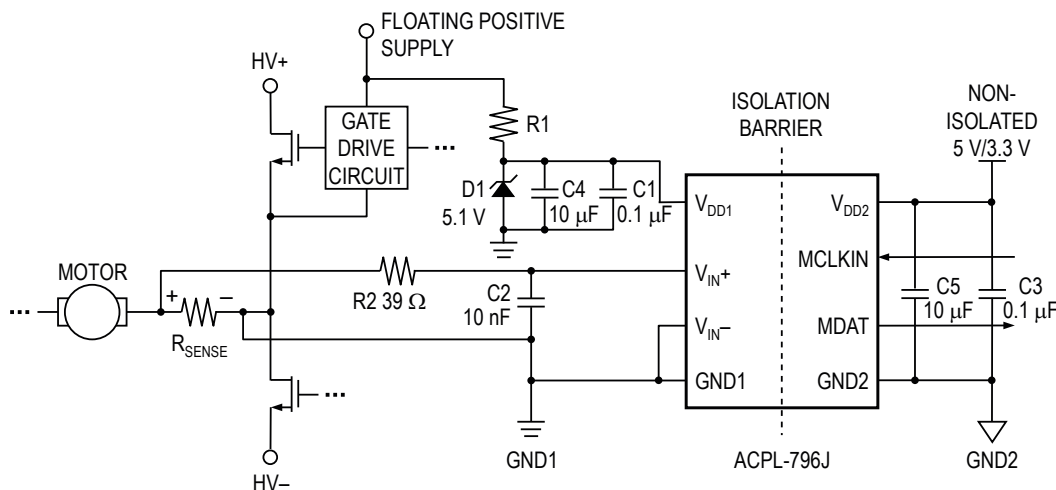 FLOATING POSITIVE
SUPPLY
HV+
GATE
DRIVE
CIRCUIT
R1
D1
5.1 V
C4
10 μF
C1
0.1 μF
ISOLATION
BARRIER
NON-
ISOLATED
5 V/3.3 V
VDD1
VIN+
VIN–
GND1
VDD2
MCLKIN
MDAT
GND2
C5
10 μF
C3
0.1 μF
MOTOR
+
–
RSENSE
R2 39 Ω
C2
10 nF
HV–
GND1
ACPL-796J
GND2